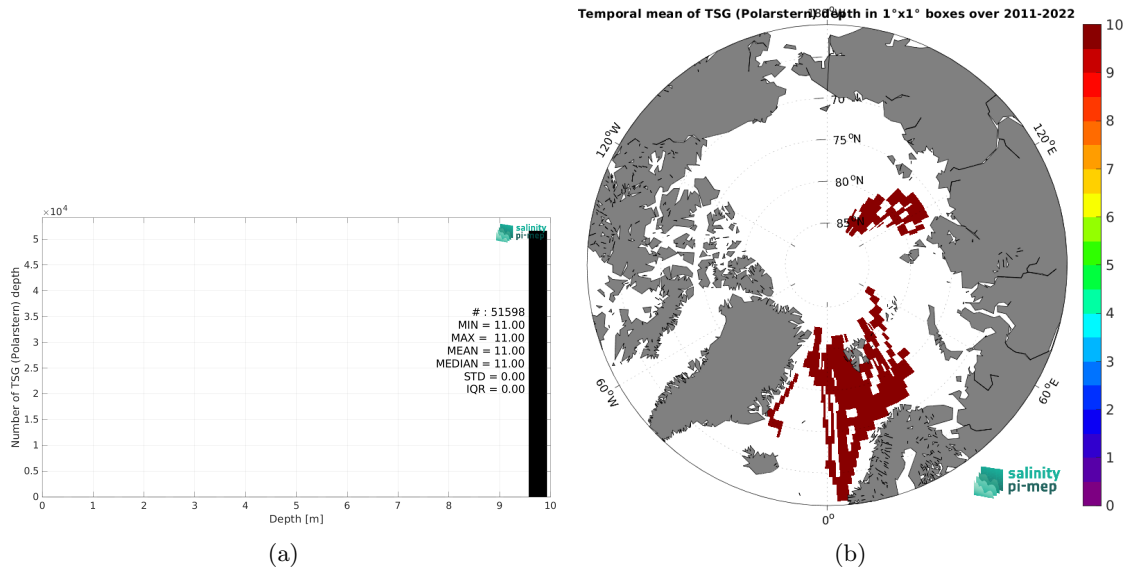 ×10⁴
5
4.5
4
3.5
3
2.5
2
1.5
1
0.5
0
Number of TSG (Polarstern) depth
salinity
pi-mep
# : 51598
MIN = 11.00
MAX = 11.00
MEAN = 11.00
MEDIAN = 11.00
STD = 0.00
IQR = 0.00
0 1 2 3 4 5 6 7 8 9 10
Depth [m]
(a)
Temporal mean of TSG (Polarstern) depth in 1°x1° boxes over 2011-2022
180°W
120°W
120°E
70°N
75°N
80°N
85°N
60°W
60°E
0°
10
9
8
7
6
5
4
3
2
1
0
salinity
pi-mep
(b)